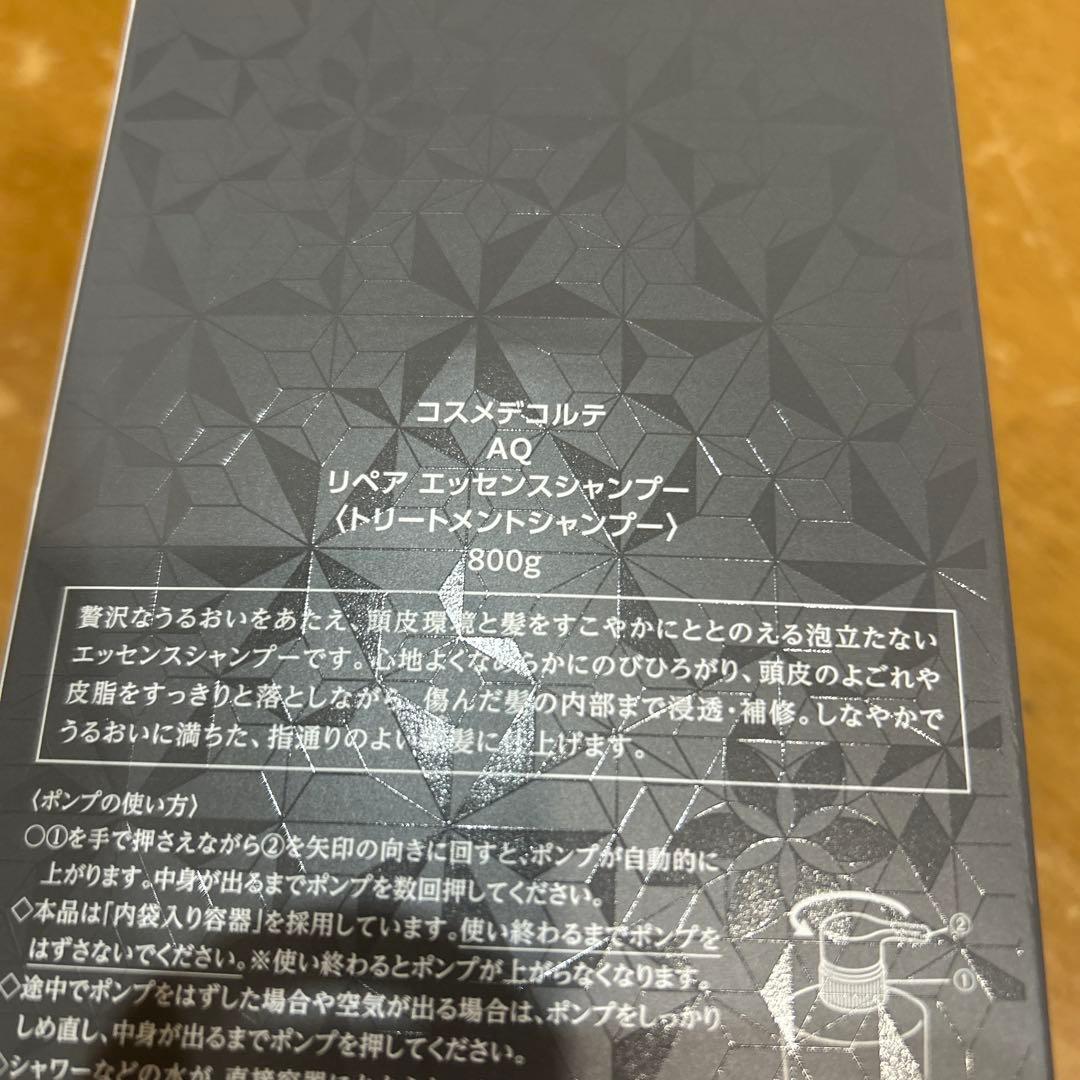 コスメデコルテ
AQ
リペア エッセンスシャンプー
〈トリートメントシャンプー〉
800g
贅沢なうるおいをあたえ、頭皮環境と髪をすこやかにととのえる泡立たない
エッセンスシャンプーです。心地よくなめらかにのびひろがり、頭皮のよごれや
皮脂をすっきりと落としながら、傷んだ髪の内部まで浸透・補修。しなやかで
うるおいに満ちた、指通りのよい髪に仕上げます。
〈ポンプの使い方〉
○①を手で押さえながら②を矢印の向きに回すと、ポンプが自動的に
上がります。中身が出るまでポンプを数回押してください。
◇本品は「内袋入り容器」を採用しています。使い終わるまでポンプを
はずさないでください。※使い終わるとポンプが上がらなくなります。
◇途中でポンプをはずした場合や空気が出る場合は、ポンプをしっかり
しめ直し、中身が出るまでポンプを押してください。
◇シャワーなどの水が、直接容器に
②
①